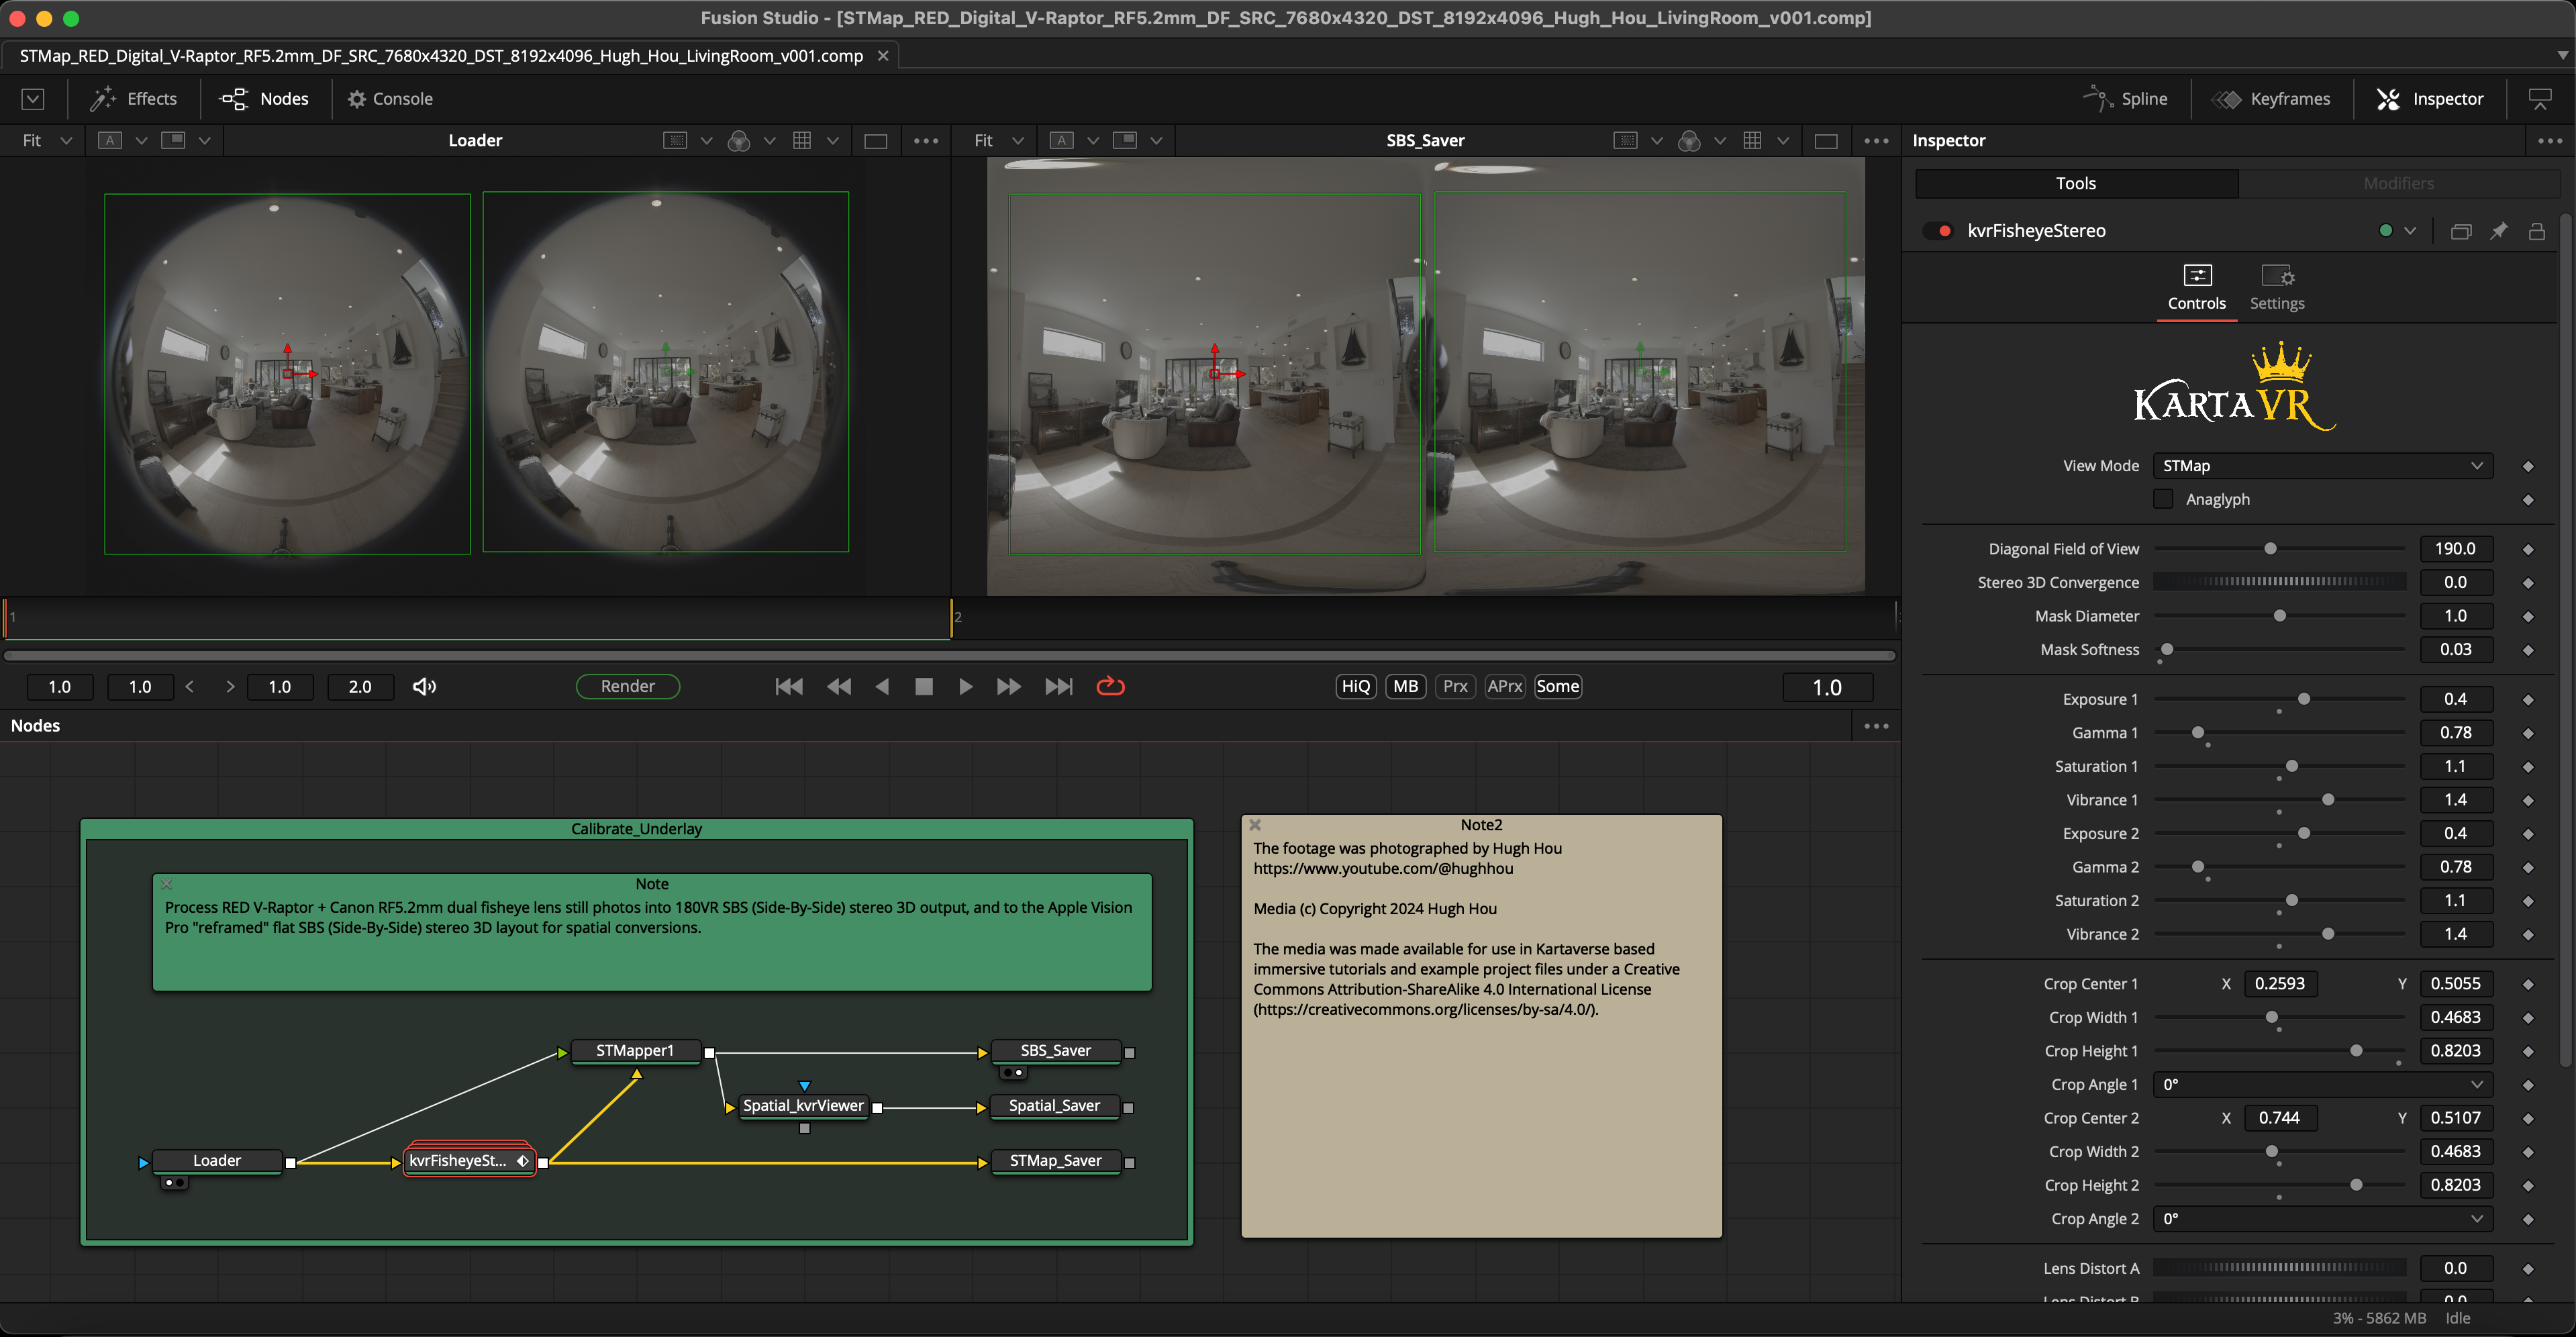 Fusion Studio - [STMap_RED_Digital_V-Raptor_RF5.2mm_DF_SRC_7680x4320_DST_8192x4096_Hugh_Hou_LivingRoom_v001.comp]
STMap_RED_Digital_V-Raptor_RF5.2mm_DF_SRC_7680x4320_DST_8192x4096_Hugh_Hou_LivingRoom_v001.comp
Effects Nodes Console Spline Keyframes Inspector
Fit A Loader Fit A SBS_Saver Inspector
Tools Modifiers
kvrFisheyeStereo
Controls Settings
KARTAVR
View Mode STMap
Anaglyph
Diagonal Field of View 190.0
Stereo 3D Convergence 0.0
Mask Diameter 1.0
Mask Softness 0.03
Exposure 1 0.4
Gamma 1 0.78
Saturation 1 1.1
Vibrance 1 1.4
Exposure 2 0.4
Gamma 2 0.78
Saturation 2 1.1
Vibrance 2 1.4
Crop Center 1 X 0.2593 Y 0.5055
Crop Width 1 0.4683
Crop Height 1 0.8203
Crop Angle 1 0°
Crop Center 2 X 0.744 Y 0.5107
Crop Width 2 0.4683
Crop Height 2 0.8203
Crop Angle 2 0°
Lens Distort A 0.0
Lens Distort B 0.0
1 2
1.0 1.0 < > 1.0 2.0 Render HiQ MB Prx APrx Some 1.0
Nodes
Calibrate_Underlay
Note
Process RED V-Raptor + Canon RF5.2mm dual fisheye lens still photos into 180VR SBS (Side-By-Side) stereo 3D output, and to the Apple Vision
Pro "reframed" flat SBS (Side-By-Side) stereo 3D layout for spatial conversions.
STMapper1
SBS_Saver
Spatial_kvrViewer
Spatial_Saver
Loader
kvrFisheyeSt...
STMap_Saver
Note2
The footage was photographed by Hugh Hou
https://www.youtube.com/@hughhou
Media (c) Copyright 2024 Hugh Hou
The media was made available for use in Kartaverse based
immersive tutorials and example project files under a Creative
Commons Attribution-ShareAlike 4.0 International License
(https://creativecommons.org/licenses/by-sa/4.0/).
3% - 5862 MB Idle